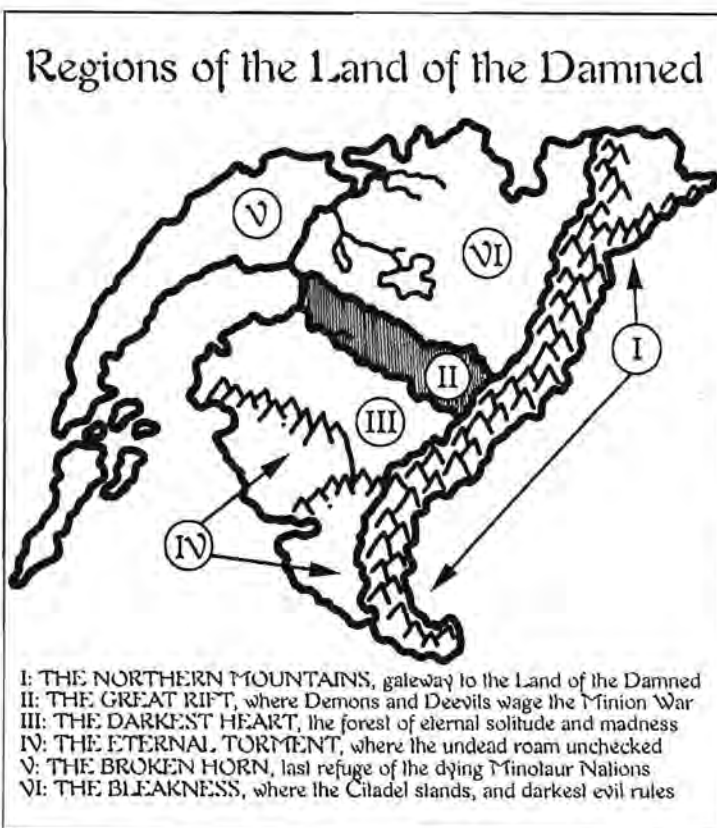 Regions of the Land of the Damned
V
VI
I
II
III
IV
I: THE NORTHERN MOUNTAINS, gateway to the Land of the Damned
II: THE GREAT RIFT, where Demons and Deevils wage the Minion War
III: THE DARKEST HEART, the forest of eternal solitude and madness
IV: THE ETERNAL TORMENT, where the undead roam unchecked
V: THE BROKEN HORN, last refuge of the dying Minotaur Nations
VI: THE BLEAKNESS, where the Citadel stands, and darkest evil rules